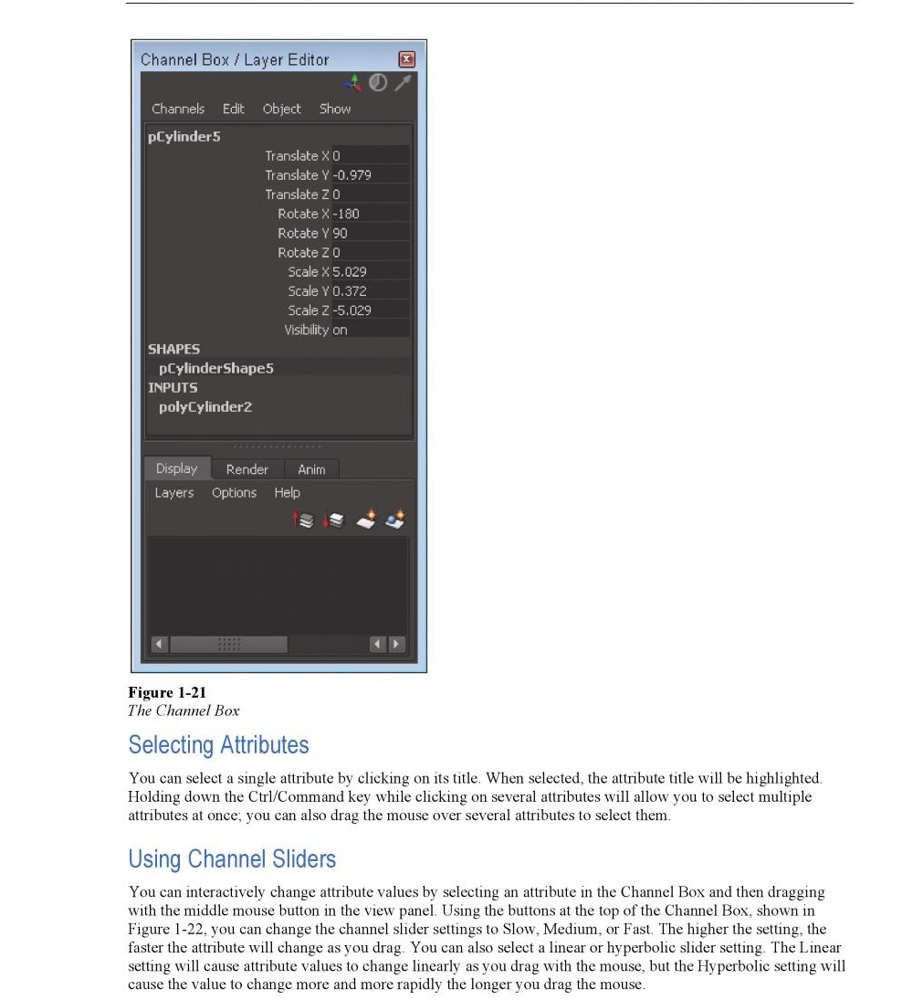 Channel Box / Layer Editor
Channels Edit Object Show
pCylinder5
Translate X 0
Translate Y -0.979
Translate Z 0
Rotate X -180
Rotate Y 90
Rotate Z 0
Scale X 5.029
Scale Y 0.372
Scale Z -5.029
Visibility on
SHAPES
pCylinderShape5
INPUTS
polyCylinder2
Display Render Anim
Layers Options Help
Figure 1-21
The Channel Box
Selecting Attributes
You can select a single attribute by clicking on its title. When selected, the attribute title will be highlighted.
Holding down the Ctrl/Command key while clicking on several attributes will allow you to select multiple
attributes at once; you can also drag the mouse over several attributes to select them.
Using Channel Sliders
You can interactively change attribute values by selecting an attribute in the Channel Box and then dragging
with the middle mouse button in the view panel. Using the buttons at the top of the Channel Box, shown in
Figure 1-22, you can change the channel slider settings to Slow, Medium, or Fast. The higher the setting, the
faster the attribute will change as you drag. You can also select a linear or hyperbolic slider setting. The Linear
setting will cause attribute values to change linearly as you drag with the mouse, but the Hyperbolic setting will
cause the value to change more and more rapidly the longer you drag the mouse.